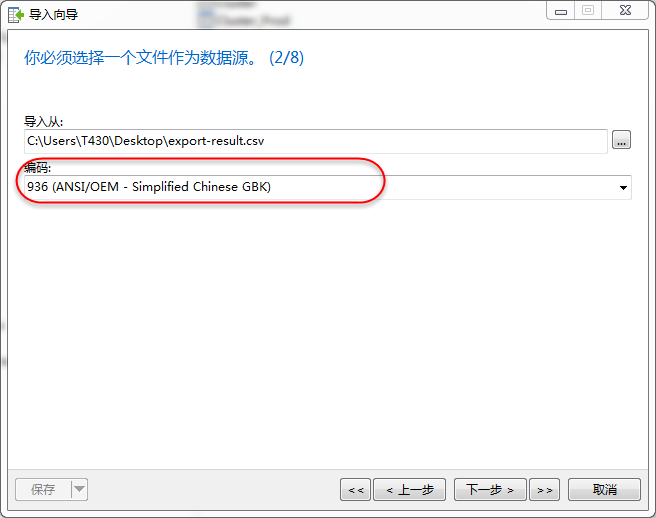 Cluster_Prod
导入向导
你必须选择一个文件作为数据源。 (2/8)
导入从:
C:\Users\T430\Desktop\export-result.csv
...
编码:
936 (ANSI/OEM - Simplified Chinese GBK)
保存
<<
< 上一步
下一步 >
>>
取消